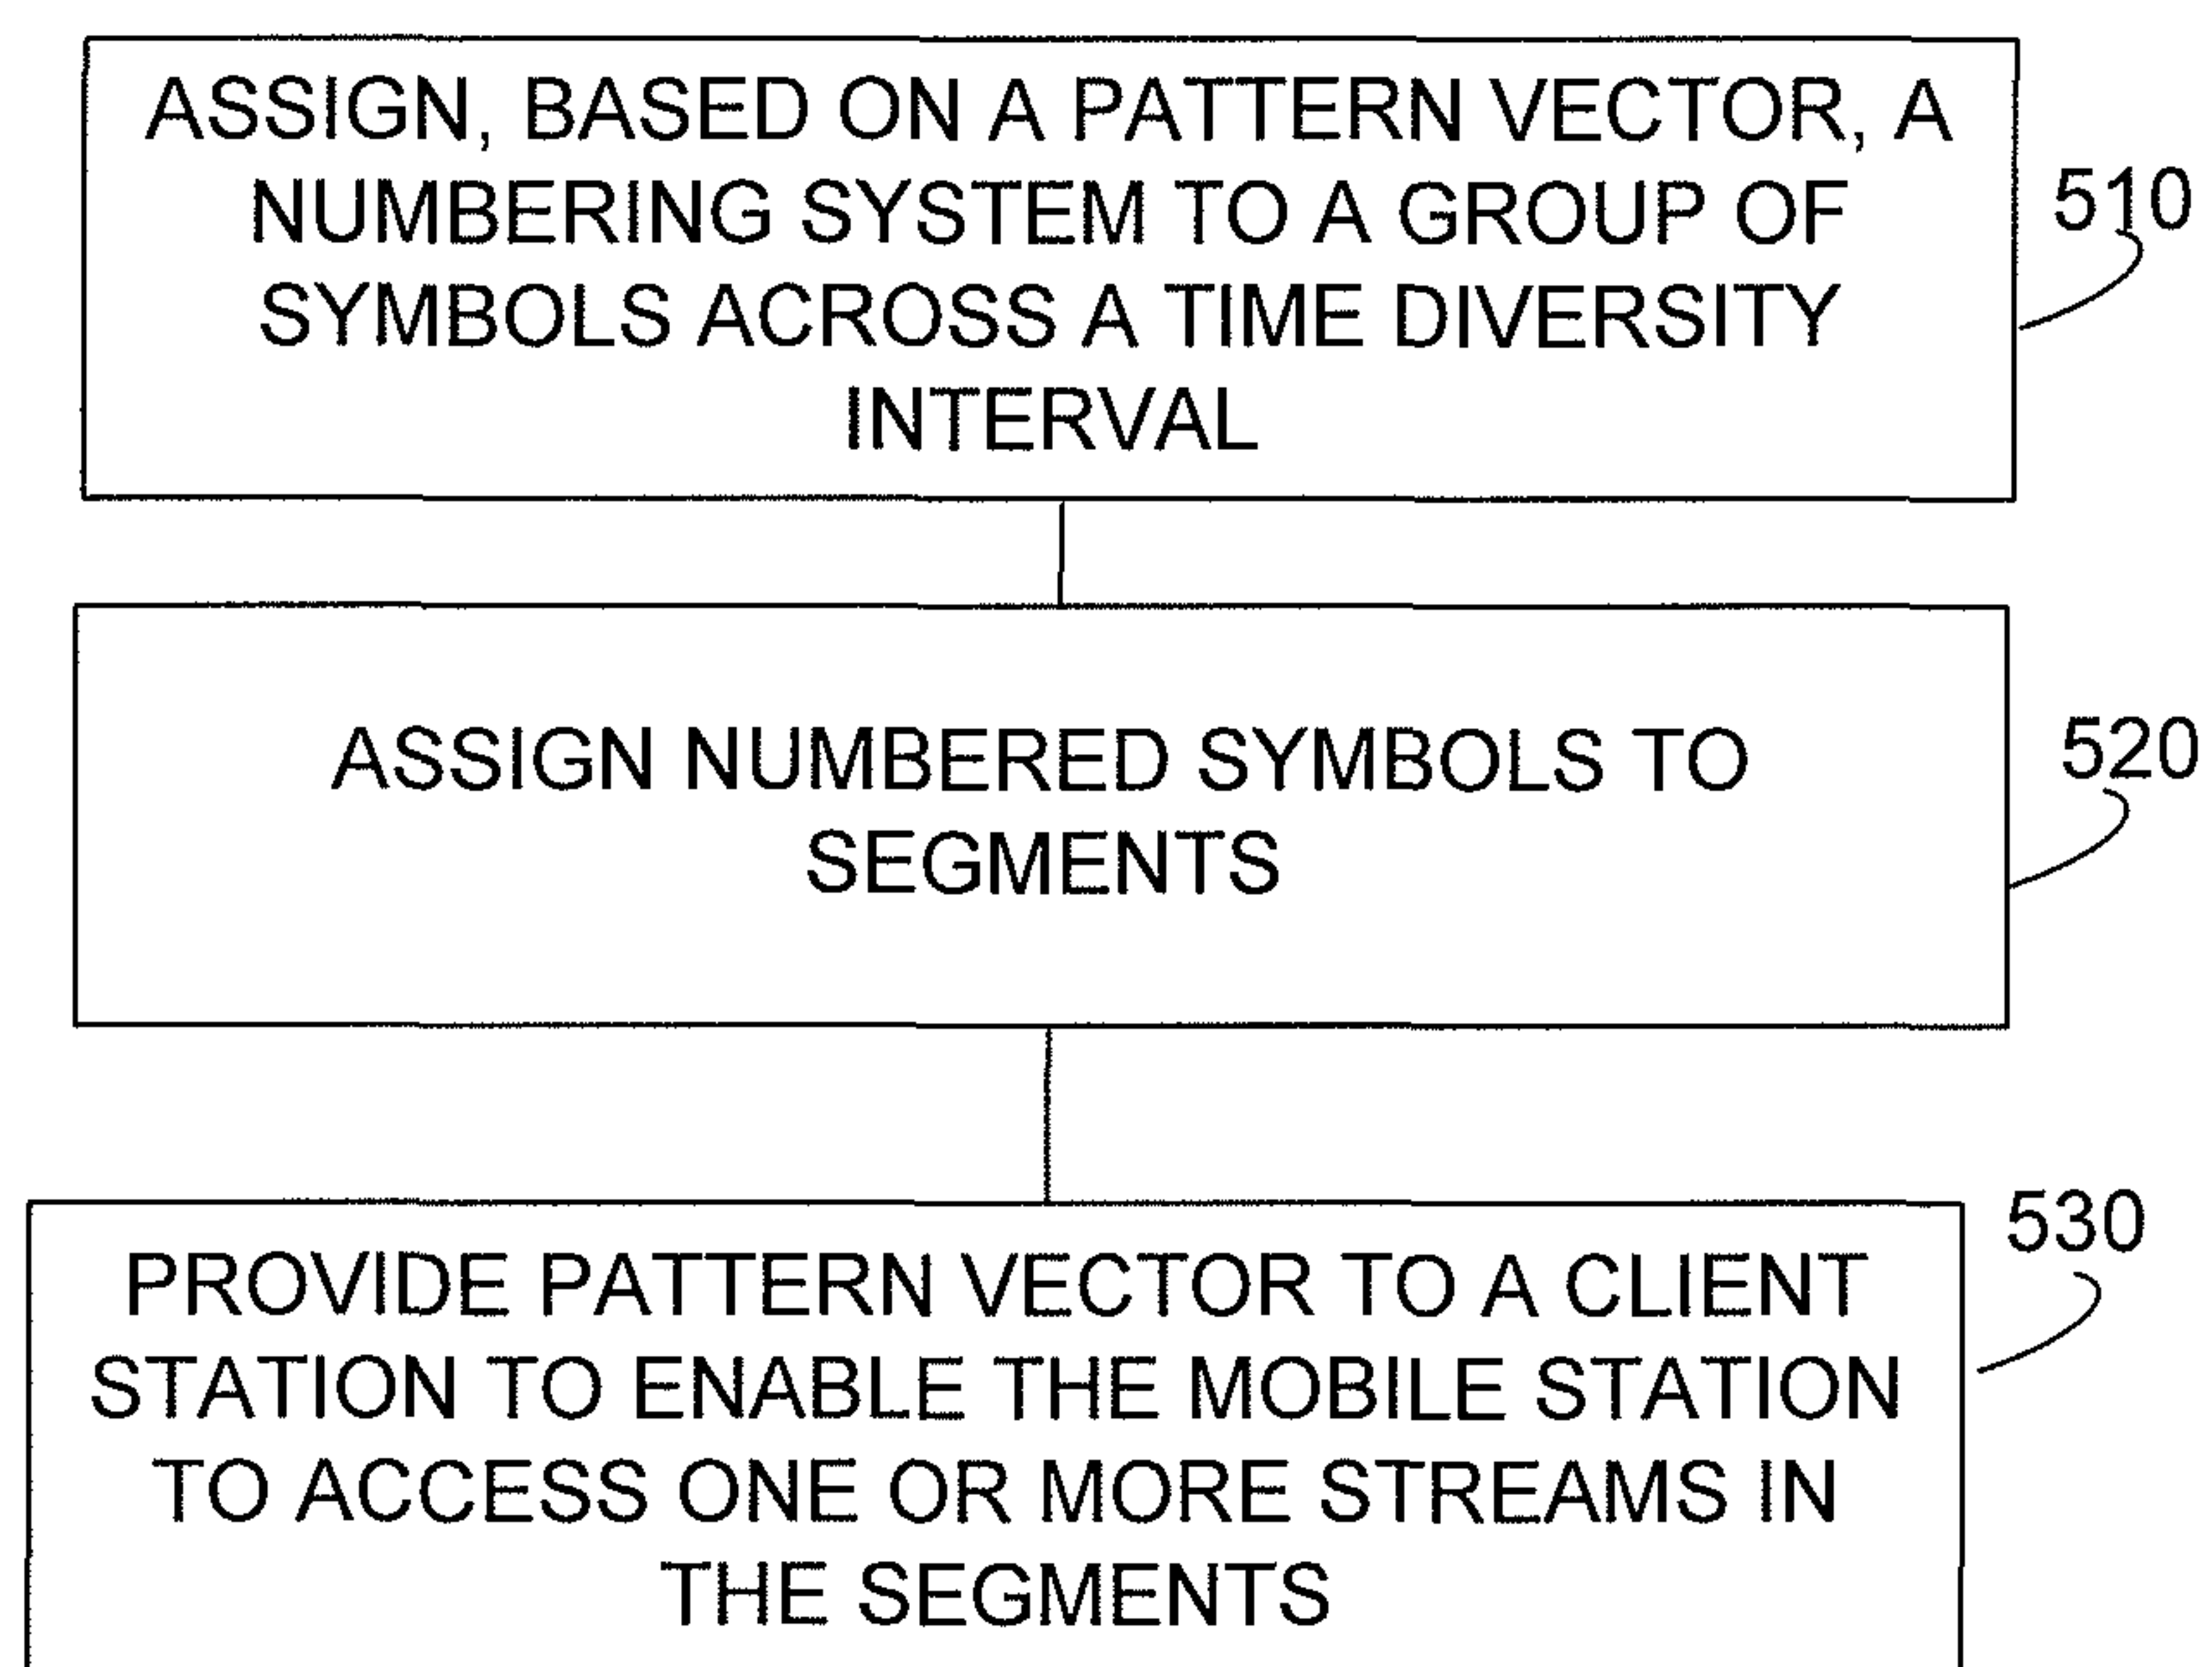 ASSIGN, BASED ON A PATTERN VECTOR, A
NUMBERING SYSTEM TO A GROUP OF
SYMBOLS ACROSS A TIME DIVERSITY
INTERVAL
510
ASSIGN NUMBERED SYMBOLS TO
SEGMENTS
520
PROVIDE PATTERN VECTOR TO A CLIENT
STATION TO ENABLE THE MOBILE STATION
TO ACCESS ONE OR MORE STREAMS IN
THE SEGMENTS
530